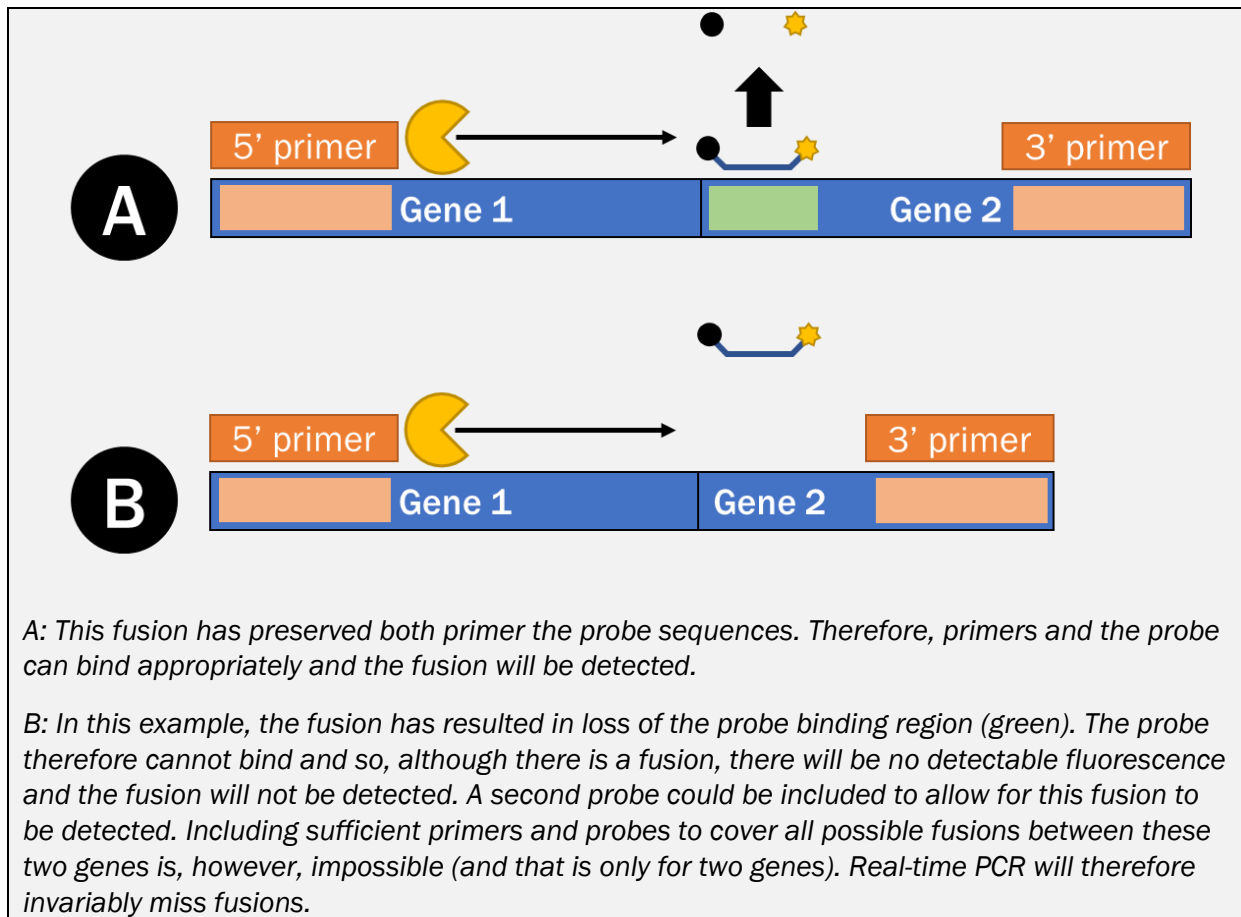 5’ primer
3’ primer
A
Gene 1
Gene 2
5’ primer
3’ primer
B
Gene 1
Gene 2
A: This fusion has preserved both primer the probe sequences. Therefore, primers and the probe
can bind appropriately and the fusion will be detected.
B: In this example, the fusion has resulted in loss of the probe binding region (green). The probe
therefore cannot bind and so, although there is a fusion, there will be no detectable fluorescence
and the fusion will not be detected. A second probe could be included to allow for this fusion to
be detected. Including sufficient primers and probes to cover all possible fusions between these
two genes is, however, impossible (and that is only for two genes). Real-time PCR will therefore
invariably miss fusions.